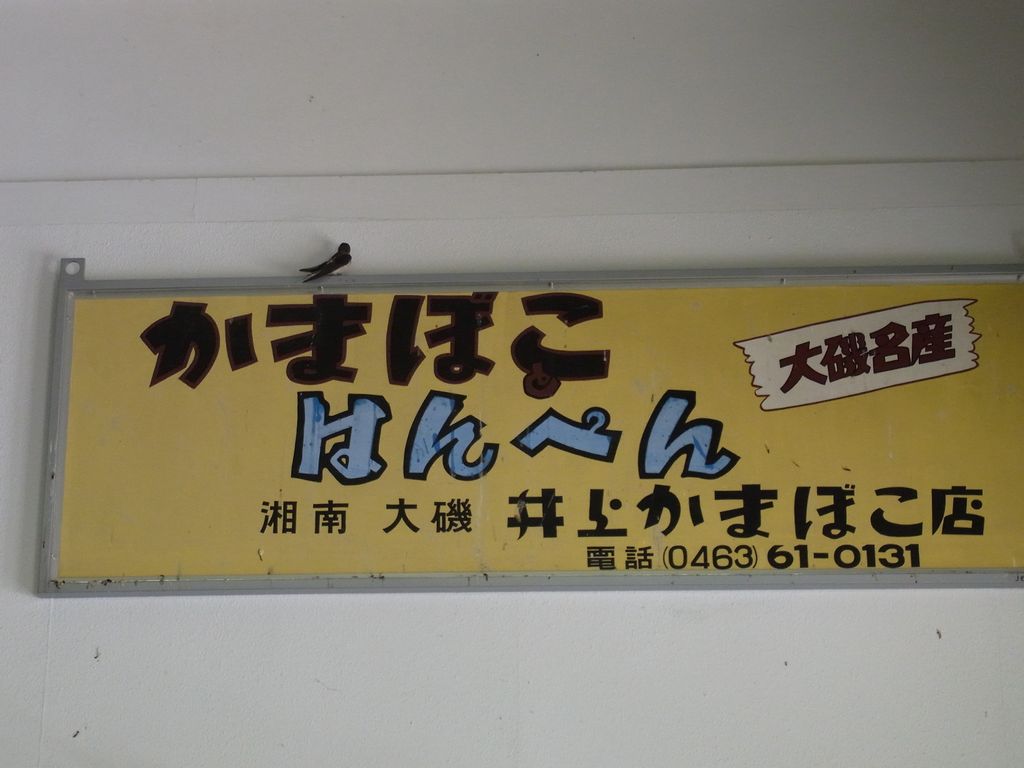 かまぼこ
大磯名産
はんぺん
湘南 大磯 井上かまぼこ店
電話(0463)61-0131